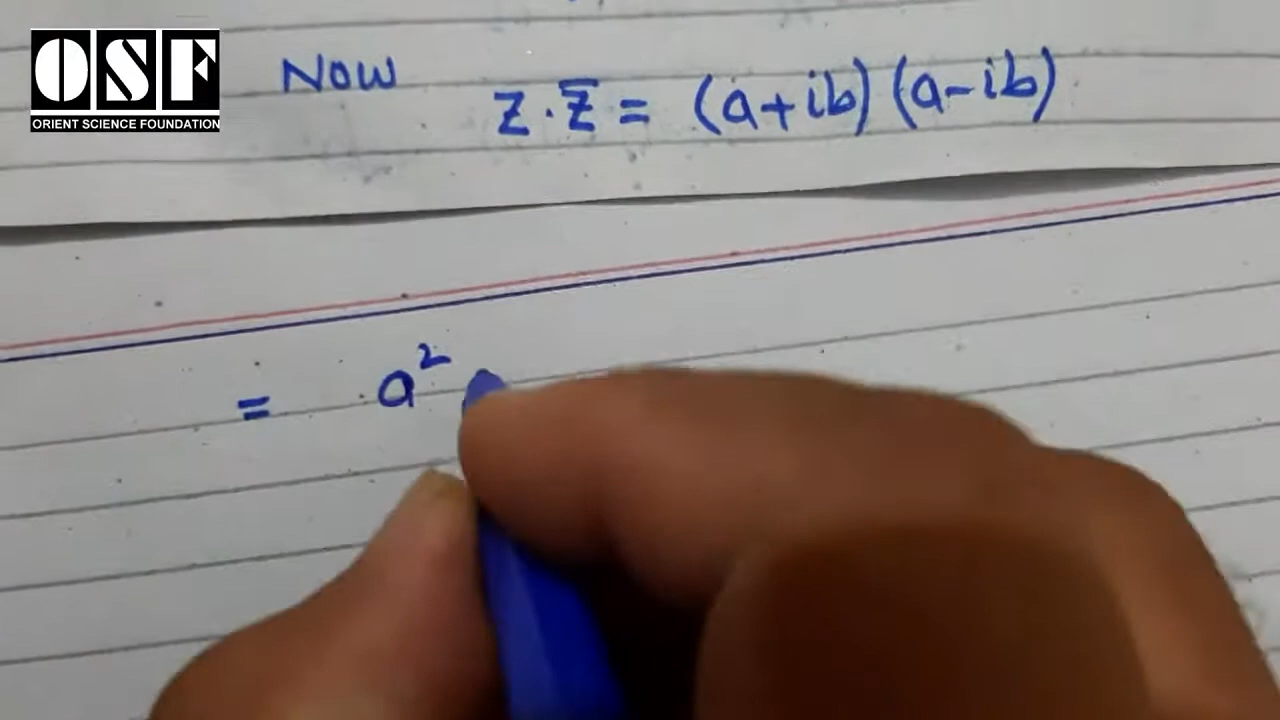 OSF
ORIENT SCIENCE FOUNDATION
Now
z·z̅ = (a+ib)(a-ib)
= a²